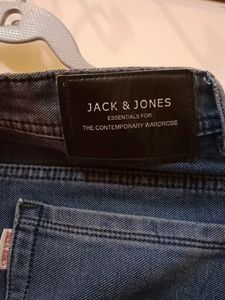 JACK & JONES
ESSENTIALS FOR
THE CONTEMPORARY WARDROBE